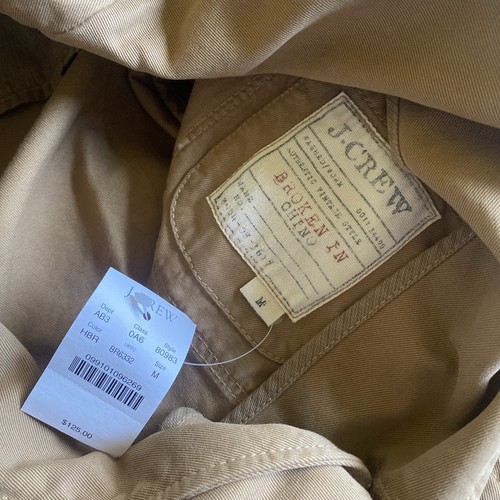 J.CREW
AUTHENTIC VINTAGE STYLE
BROKEN IN
CHINO
M
J.CREW
Dept Class Style
AB3 0A6 80983
Color Size
HBR BR6332 M
099101096269
$125.00